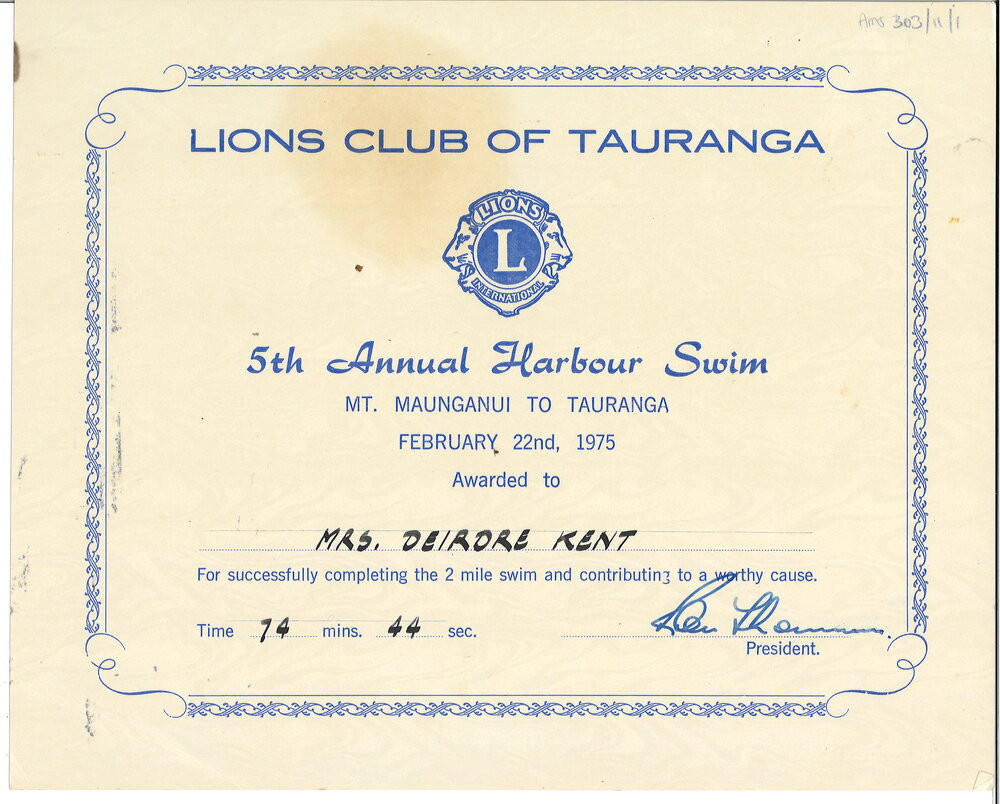 Ams 303/11/1
LIONS CLUB OF TAURANGA
LIONS
L
INTERNATIONAL
5th Annual Harbour Swim
MT. MAUNGANUI TO TAURANGA
FEBRUARY 22nd, 1975
Awarded to
MRS. DEIRDRE KENT
For successfully completing the 2 mile swim and contributing to a worthy cause.
Time 74 mins. 44 sec.
President.